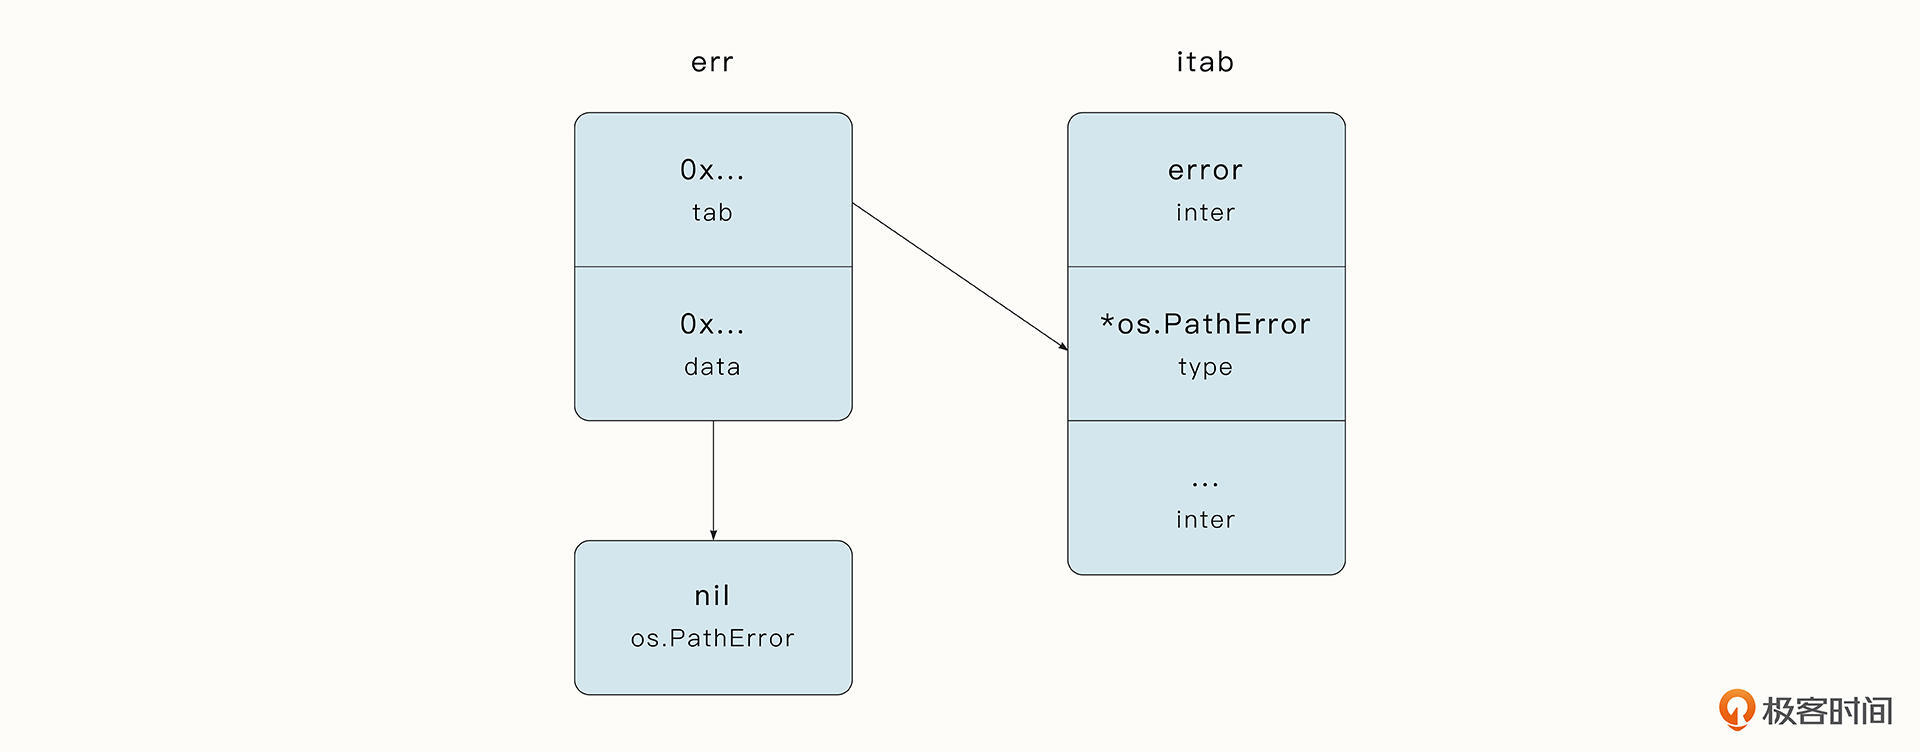 err
0x...
tab
0x...
data
nil
os.PathError
itab
error
inter
*os.PathError
type
...
inter
极客时间